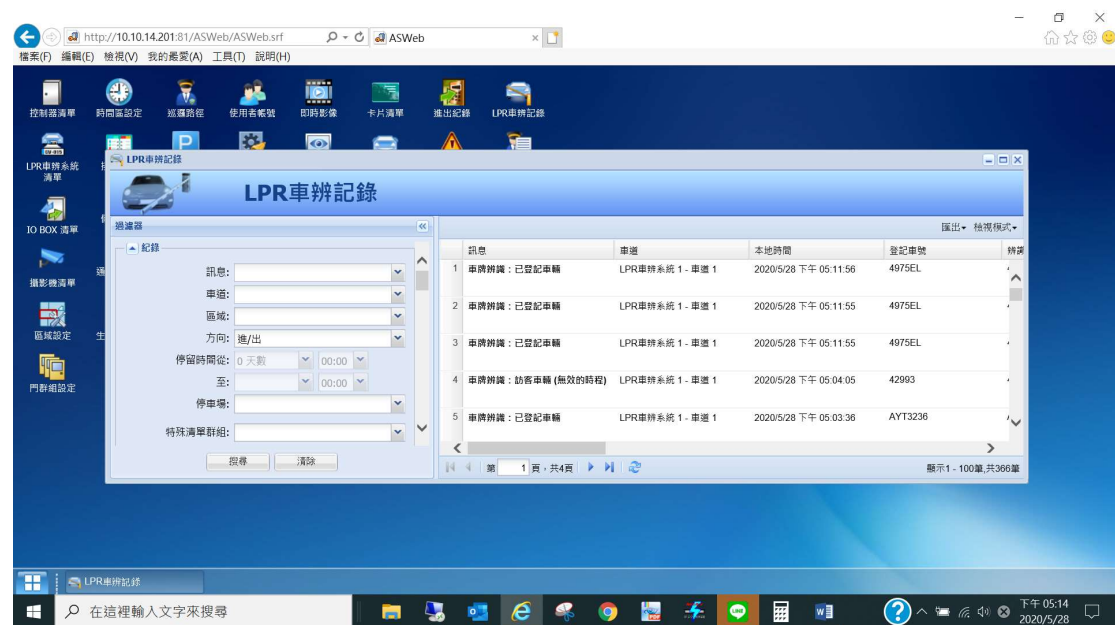 http://10.10.14.201:81/ASWeb/ASWeb.srf
ASWeb
檔案(F) 編輯(E) 檢視(V) 我的最愛(A) 工具(T) 說明(H)
控制器清單 時間區設定 巡邏路徑 使用者帳號 即時影像 卡片清單 進出紀錄 LPR車辨記錄
LPR車辨系統
清單
IO BOX 清單
攝影機清單
區域設定
門群組設定
LPR車辨記錄
LPR車辨記錄
過濾器
匯出 檢視模式
紀錄
訊息:
車道:
區域:
方向: 進/出
停留時間從: 0 天數 00:00
至: 00:00
停車場:
特殊清單群組:
搜尋 清除
訊息 車道 本地時間 登記車號 辨識
1 車牌辨識：已登記車輛 LPR車辨系統 1 - 車道 1 2020/5/28 下午 05:11:56 4975EL
2 車牌辨識：已登記車輛 LPR車辨系統 1 - 車道 1 2020/5/28 下午 05:11:55 4975EL
3 車牌辨識：已登記車輛 LPR車辨系統 1 - 車道 1 2020/5/28 下午 05:11:55 4975EL
4 車牌辨識：訪客車輛 (無效的時程) LPR車辨系統 1 - 車道 1 2020/5/28 下午 05:04:05 42993
5 車牌辨識：已登記車輛 LPR車辨系統 1 - 車道 1 2020/5/28 下午 05:03:36 AYT3236
第 1 頁，共4頁
顯示1 - 100筆,共366筆
LPR車辨記錄
在這裡輸入文字來搜尋
下午 05:14
2020/5/28